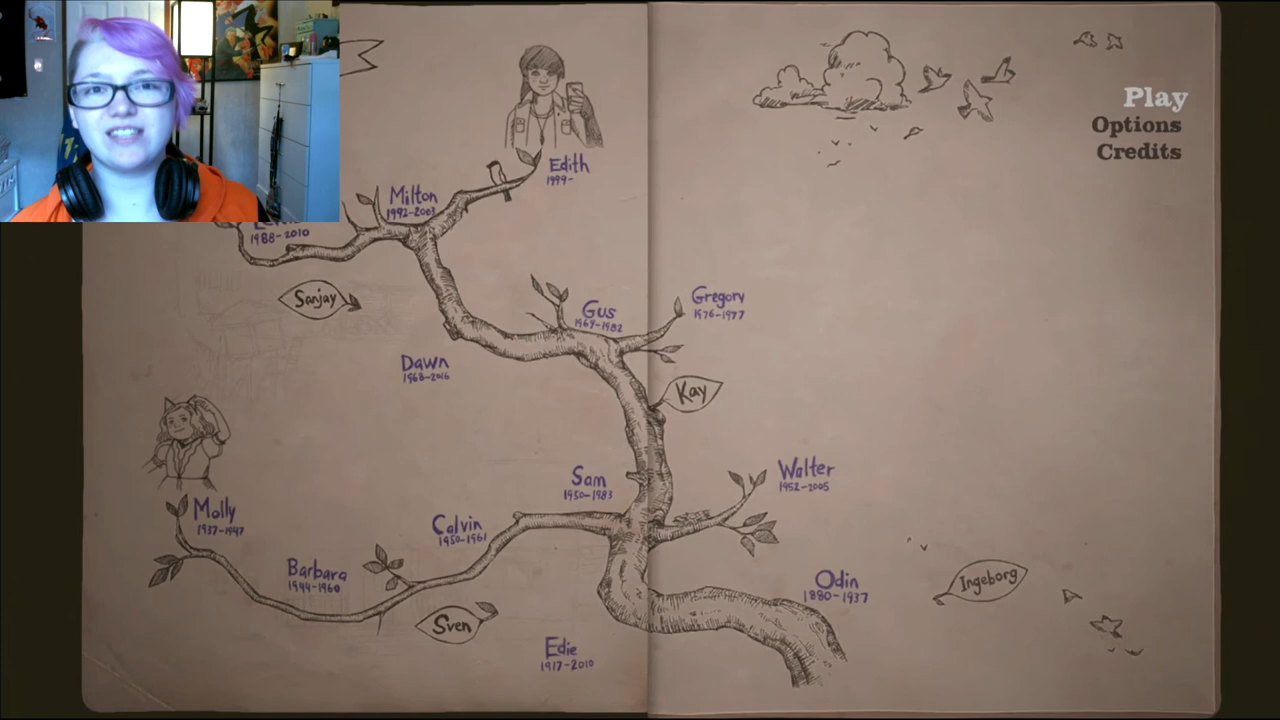 Play
Options
Credits
Edith
1999-
Milton
1992-2003
1988-2010
Sanjay
Gus
1969-1982
Gregory
1976-1977
Dawn
1968-2016
Kay
Sam
1950-1983
Walter
1952-2005
Molly
1937-1947
Calvin
1950-1961
Barbara
1944-1960
Sven
Odin
1880-1937
Ingeborg
Edie
1917-2010